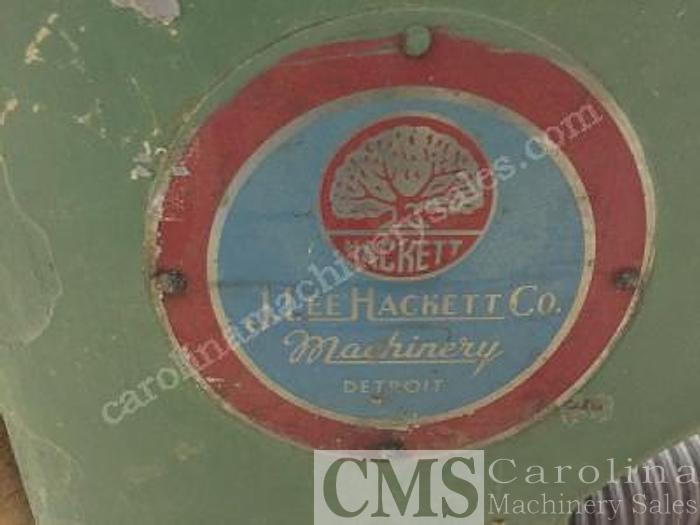 HACKETT
J. LEE HACKETT CO.
Machinery
DETROIT
carolinamachinerysales.com
CMS Carolina
Machinery Sales